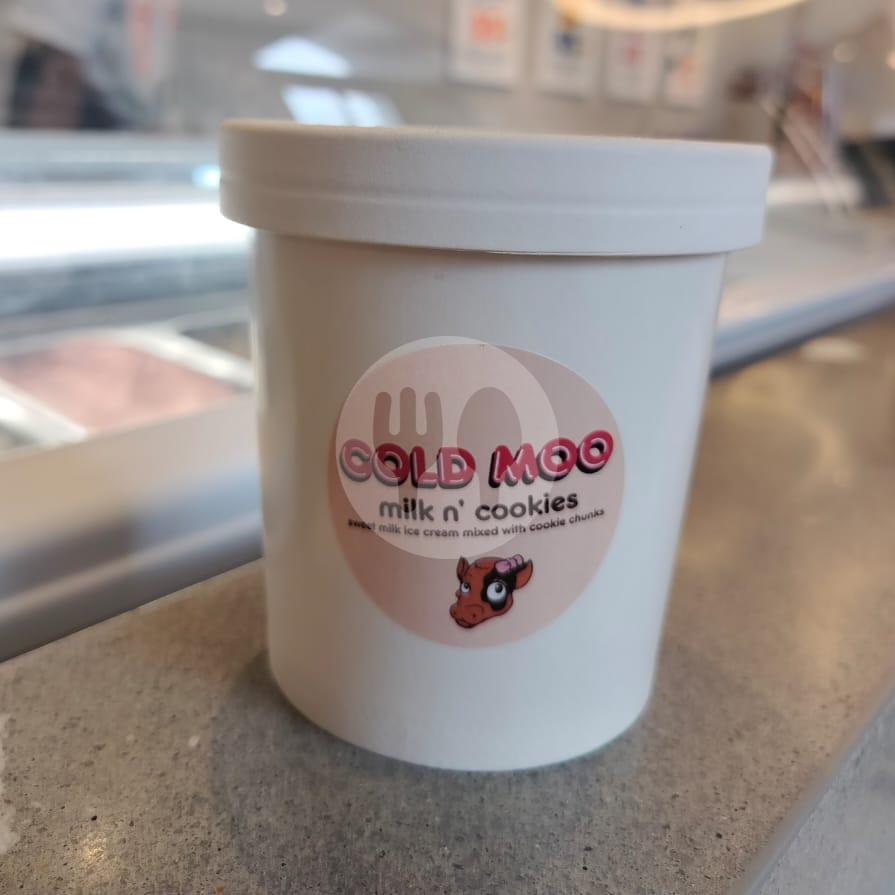 COLD MOO
milk n' cookies
sweet milk ice cream mixed with cookie chunks